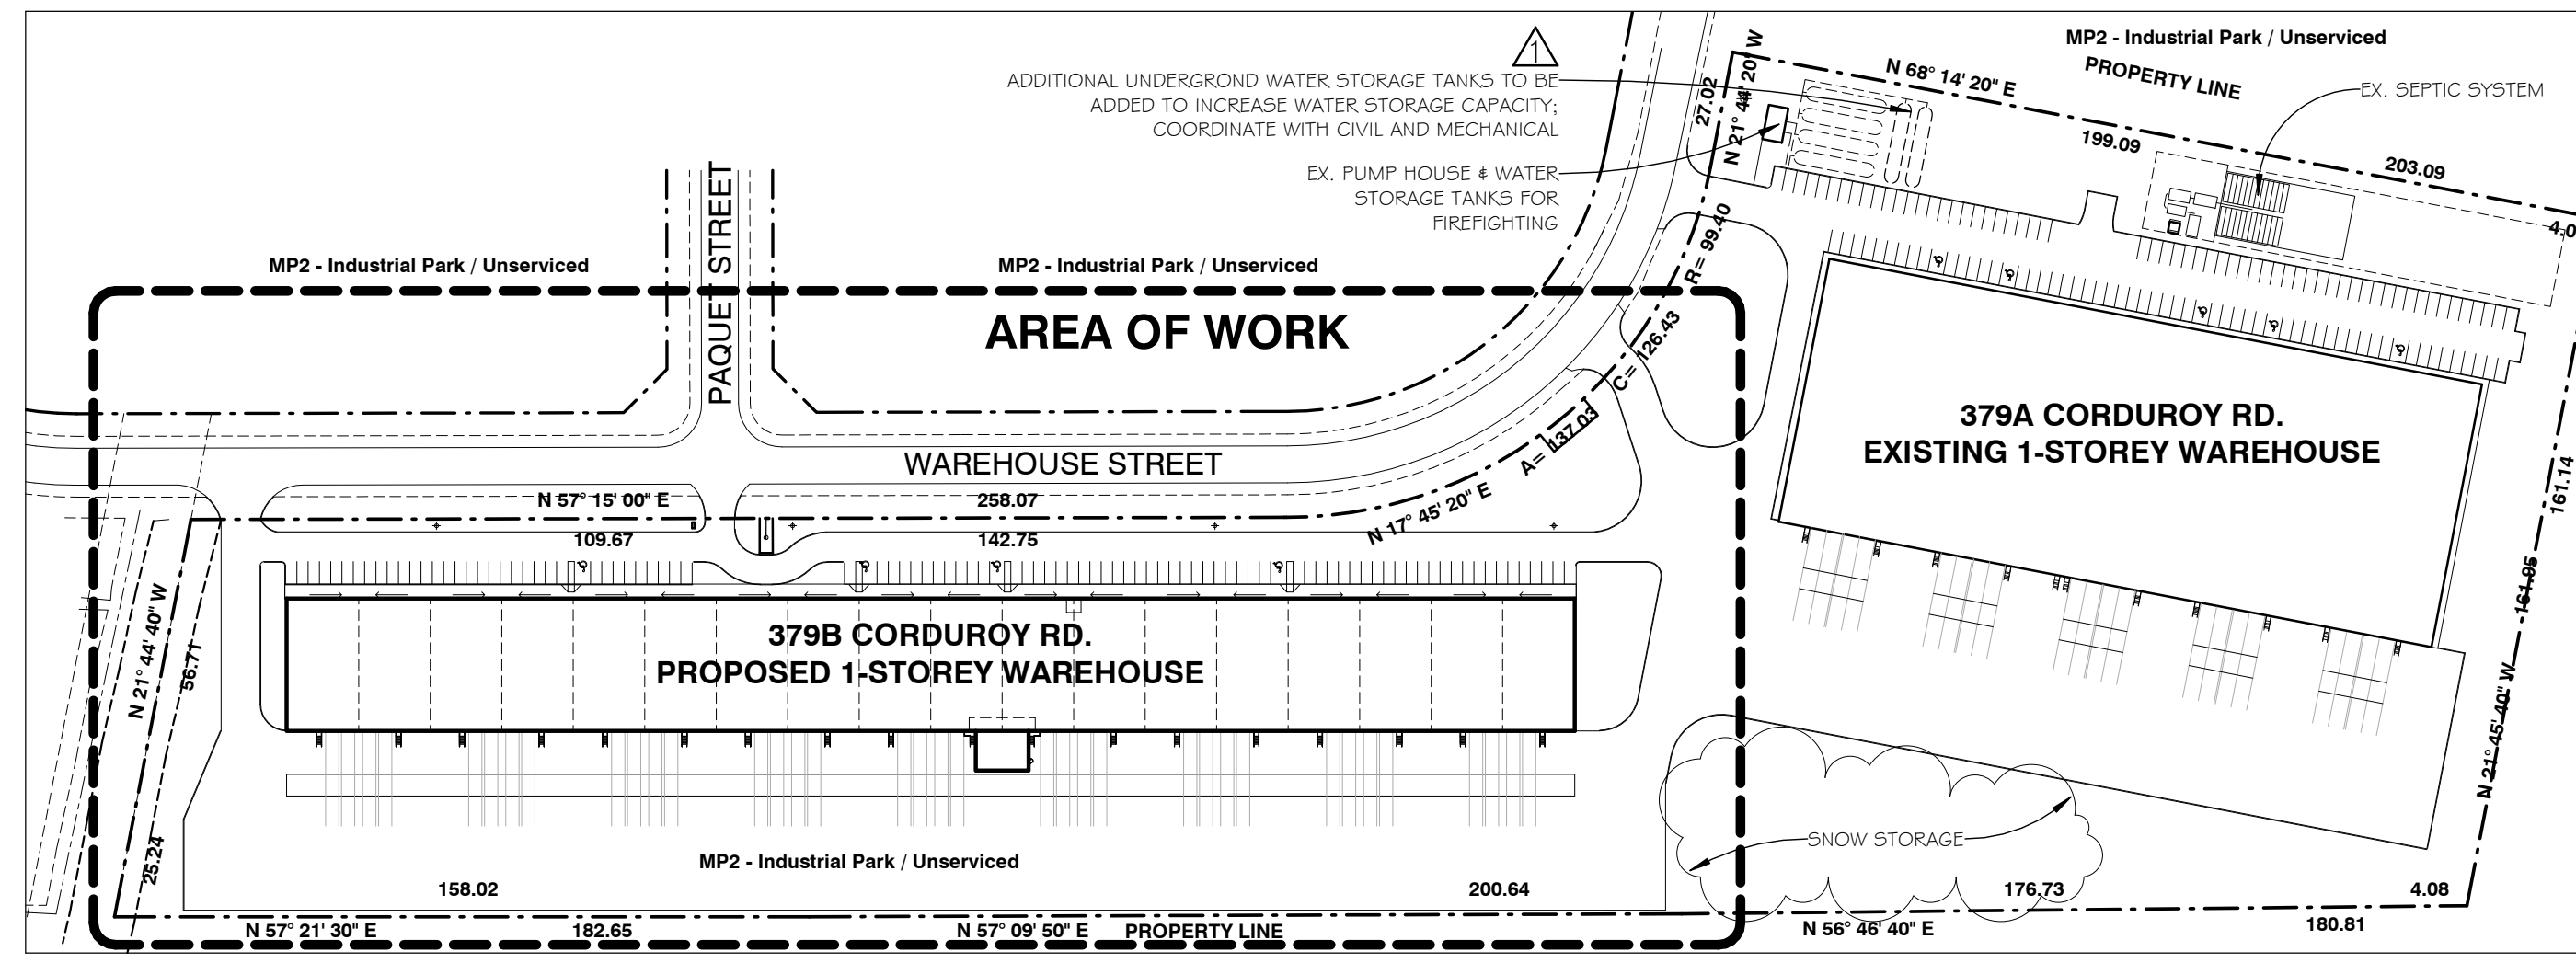 MP2 - Industrial Park / Unserviced
1
ADDITIONAL UNDERGROND WATER STORAGE TANKS TO BE
ADDED TO INCREASE WATER STORAGE CAPACITY;
COORDINATE WITH CIVIL AND MECHANICAL
EX. PUMP HOUSE & WATER
STORAGE TANKS FOR
FIREFIGHTING
27.02
N 21° 44' 20" W
N 68° 14' 20" E
PROPERTY LINE
EX. SEPTIC SYSTEM
199.09
203.09
4.0
PAQUET STREET
MP2 - Industrial Park / Unserviced
MP2 - Industrial Park / Unserviced
AREA OF WORK
R= 99.40
C= 126.43
A= 137.03
N 17° 45' 20" E
379A CORDUROY RD.
EXISTING 1-STOREY WAREHOUSE
161.14
161.95
N 21° 45' 40" W
WAREHOUSE STREET
N 57° 15' 00" E
258.07
109.67
142.75
N 21° 44' 40" W
56.71
25.24
379B CORDUROY RD.
PROPOSED 1-STOREY WAREHOUSE
SNOW STORAGE
MP2 - Industrial Park / Unserviced
158.02
200.64
176.73
4.08
N 57° 21' 30" E
182.65
N 57° 09' 50" E
PROPERTY LINE
N 56° 46' 40" E
180.81